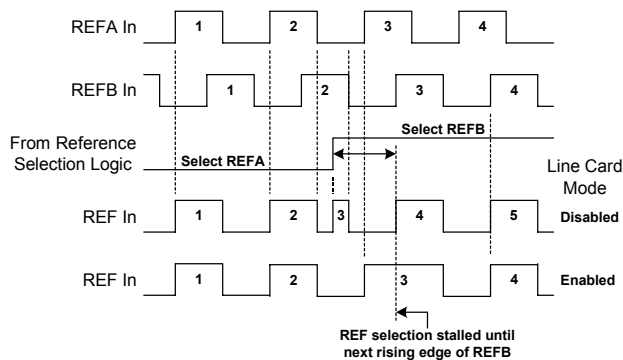 REFA In
1 2 3 4
REFB In
1 2 3 4
From Reference
Selection Logic
Select REFA
Select REFB
Line Card
Mode
REF In
1 2 3 4 5
Disabled
REF In
1 2 3 4
Enabled
REF selection stalled until
next rising edge of REFB